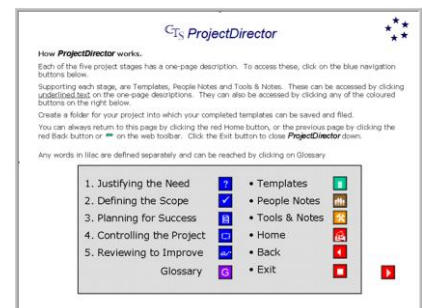 CTS ProjectDirector
How ProjectDirector works.
Each of the five project stages has a one-page description. To access these, click on the blue navigation
buttons below.
Supporting each stage, are Templates, People Notes and Tools & Notes. These can be accessed by clicking
underlined text on the one-page descriptions. They can also be accessed by clicking any of the coloured
buttons on the right below.
Create a folder for your project into which your completed templates can be saved and filed.
You can always return to this page by clicking the red Home button, or the previous page by clicking the
red Back button or on the web toolbar. Click the Exit button to close ProjectDirector down.
Any words in lilac are defined separately and can be reached by clicking on Glossary
1. Justifying the Need ?
2. Defining the Scope
3. Planning for Success
4. Controlling the Project
5. Reviewing to Improve
Glossary G
• Templates
• People Notes
• Tools & Notes
• Home
• Back
• Exit